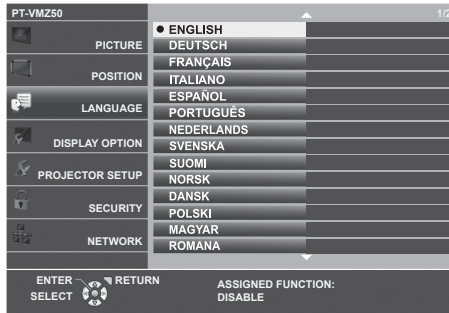 PT-VMZ50
1/2
PICTURE
POSITION
LANGUAGE
DISPLAY OPTION
PROJECTOR SETUP
SECURITY
NETWORK
ENGLISH
DEUTSCH
FRANÇAIS
ITALIANO
ESPAÑOL
PORTUGUÊS
NEDERLANDS
SVENSKA
SUOMI
NORSK
DANSK
POLSKI
MAGYAR
ROMANA
ENTER
RETURN
SELECT
ASSIGNED FUNCTION:
DISABLE